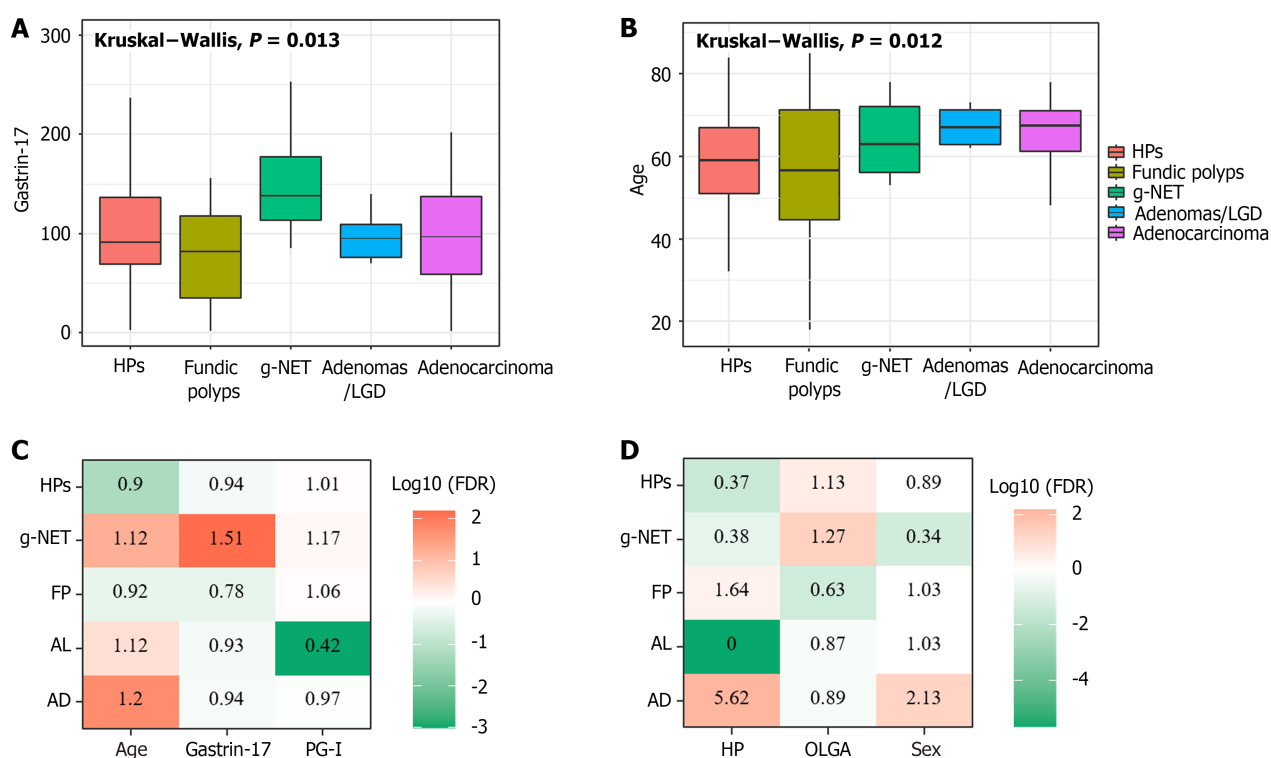 A
Kruskal−Wallis, P = 0.013
Gastrin-17
300
200
100
0
HPs
Fundic
polyps
g-NET
Adenomas
/LGD
Adenocarcinoma
B
Kruskal−Wallis, P = 0.012
Age
80
60
40
20
HPs
Fundic
polyps
g-NET
Adenomas
/LGD
Adenocarcinoma
HPs
Fundic polyps
g-NET
Adenomas/LGD
Adenocarcinoma
C
HPs 0.9 0.94 1.01
g-NET 1.12 1.51 1.17
FP 0.92 0.78 1.06
AL 1.12 0.93 0.42
AD 1.2 0.94 0.97
Age Gastrin-17 PG-I
Log10 (FDR)
2
1
0
-1
-2
-3
D
HPs 0.37 1.13 0.89
g-NET 0.38 1.27 0.34
FP 1.64 0.63 1.03
AL 0 0.87 1.03
AD 5.62 0.89 2.13
HP OLGA Sex
Log10 (FDR)
2
0
-2
-4